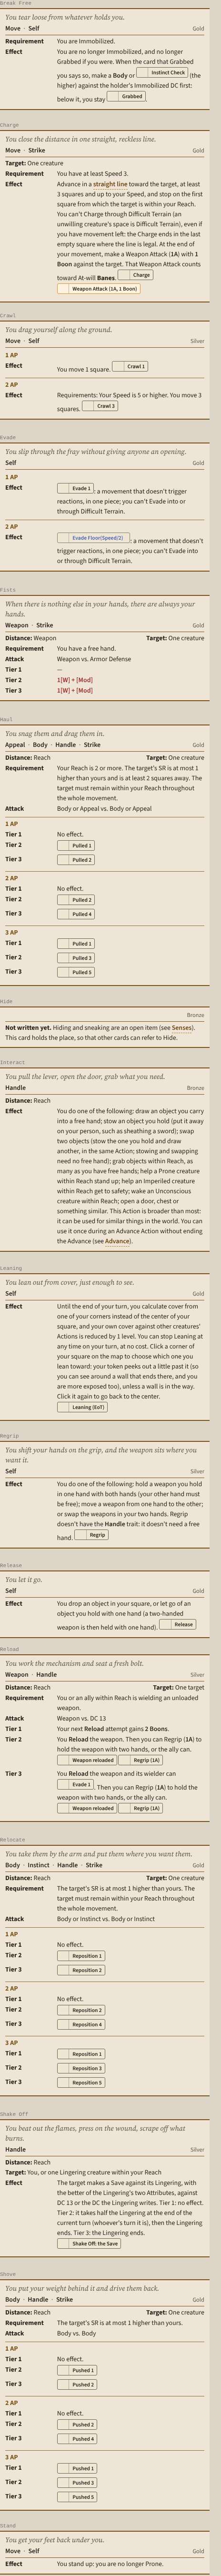 Break Free
You tear loose from whatever holds you.
Move · Self Gold
Requirement You are Immobilized.
Effect You are no longer Immobilized, and no longer
Grabbed if you were. When the card that Grabbed
you says so, make a Body or Instinct Check (the
higher) against the holder's Immobilized DC first:
below it, you stay Grabbed
Charge
You close the distance in one straight, reckless line.
Move · Strike Gold
Target: One creature
Requirement You have at least Speed 3.
Effect Advance in a straight line toward the target, at least
3 squares and up to your Speed, and stop on the first
square from which the target is within your Reach.
You can't Charge through Difficult Terrain (an
unwilling creature's space is Difficult Terrain), even if
you have movement left: the Charge ends in the last
empty square where the line is legal. At the end of your
move, make a Weapon Attack (1A) with 1
Boon against the target. That Weapon Attack counts
toward At-will Banes. Charge
Weapon Attack (1A, 1 Boon)
Crawl
You drag yourself along the ground.
Move · Self Silver
1 AP
Effect You move 1 square. Crawl 1
2 AP
Effect Requirements: Your Speed is 5 or higher. You move 3
squares. Crawl 3
Evade
You slip through the fray without giving anyone an opening.
Self Gold
1 AP
Effect Evade 1 : a movement that doesn't trigger
reactions, in one piece; you can't Evade into or
through Difficult Terrain.
2 AP
Effect Evade Floor(Speed/2) : a movement that doesn't
trigger reactions, in one piece; you can't Evade into
or through Difficult Terrain.
Fists
When there is nothing else in your hands, there are always your
hands.
Weapon · Strike Gold
Distance: Weapon Target: One creature
Requirement You have a free hand.
Attack Weapon vs. Armor Defense
Tier 1 —
Tier 2 1[W] + [Mod]
Tier 3 1[W] + [Mod]
Haul
You snag them and drag them in.
Appeal · Body · Handle · Strike Gold
Distance: Reach Target: One creature
Requirement Your Reach is 2 or more. The target's SR is at most 1
higher than yours and is at least 2 squares away. The
target must remain within your Reach throughout
the whole movement.
Attack Body or Appeal vs. Body or Appeal
1 AP
Tier 1 No effect.
Tier 2 Pulled 1
Tier 3 Pulled 2
2 AP
Tier 1 No effect.
Tier 2 Pulled 2
Tier 3 Pulled 4
3 AP
Tier 1 Pulled 1
Tier 2 Pulled 3
Tier 3 Pulled 5
Hide
Bronze
Not written yet. Hiding and sneaking are an open item (see Senses).
This card holds the place, so that other cards can refer to Hide.
Interact
You pull the lever, open the door, grab what you need.
Handle Bronze
Distance: Reach
Effect You do one of the following: draw an object you carry
into a free hand; stow an object you hold (put it away
on your person, such as sheathing a sword); swap
two objects (stow the one you hold and draw
another, in the same Action; stowing and unstowing
need no free hand); grab objects within Reach, as
many as you have free hands; help a Prone creature
within Reach stand up; help an Imperiled creature
within Reach get to safety; wake an Unconscious
creature within Reach; open a door, chest or
something similar. This Action is broader than most:
it can be used for similar things in the world. You can
use it once during an Advance Action without ending
the Advance (see Advance).
Leaning
You lean out from cover, just enough to see.
Self Gold
Effect Until the end of your turn, you calculate cover from
one of your corners instead of the center of your
square, and your own cover against other creatures'
Actions is reduced by 1 level. You can stop Leaning at
any time on your turn, at no cost. Click a corner of
your square on the map to choose which one you
lean toward: your token peeks out a little past it (so
you can see around a wall that ends there, and you
are more exposed too), unless a wall is in the way.
Click it again to go back to the center.
Leaning (EoT)
Regrip
You shift your hands on the grip, and the weapon sits where you
want it.
Self Silver
Effect You do one of the following: hold a weapon you hold
in one hand with both hands (your other hand must
be free); move a weapon from one hand to the other;
or swap the weapons in your two hands. Regrip
doesn't have the Handle trait: it doesn't need a free
hand. Regrip
Release
You let it go.
Self Gold
Effect You drop an object in your square, or let go of an
object you hold with one hand (a two-handed
weapon is then held with one hand). Release
Reload
You work the mechanism and seat a fresh bolt.
Weapon · Handle Silver
Distance: Reach Target: One target
Requirement You or an ally within Reach is wielding an unloaded
weapon.
Attack Weapon vs. DC 13
Tier 1 Your next Reload attempt gains 2 Boons.
Tier 2 You Reload the weapon. Then you can Regrip (1A) to
hold the weapon with two hands, or the ally can.
Weapon reloaded Regrip (1A)
Tier 3 You Reload the weapon and its wielder can
Evade 1 . Then you can Regrip (1A) to hold the
weapon with two hands, or the ally can.
Weapon reloaded Regrip (1A)
Relocate
You take them by the arm and put them where you want them.
Body · Instinct · Handle · Strike Gold
Distance: Reach Target: One creature
Requirement The target's SR is at most 1 higher than yours. The
target must remain within your Reach throughout
the whole movement.
Attack Body or Instinct vs. Body or Instinct
1 AP
Tier 1 No effect.
Tier 2 Reposition 1
Tier 3 Reposition 2
2 AP
Tier 1 No effect.
Tier 2 Reposition 2
Tier 3 Reposition 4
3 AP
Tier 1 Reposition 1
Tier 2 Reposition 3
Tier 3 Reposition 5
Shake Off
You beat out the flames, press on the wound, scrape off what
burns.
Handle Silver
Distance: Reach
Target: You, or one Lingering creature within your Reach
Effect The target makes a Save against its Lingering, with
the better of the Lingering's two Attributes, against
DC 13 or the DC the Lingering writes. Tier 1: no effect.
Tier 2: it takes half the Lingering at the end of the
current turn (whoever's turn it is), then the Lingering
ends. Tier 3: the Lingering ends.
Shake Off: the Save
Shove
You put your weight behind it and drive them back.
Body · Handle · Strike Gold
Distance: Reach Target: One creature
Requirement The target's SR is at most 1 higher than yours.
Attack Body vs. Body
1 AP
Tier 1 No effect.
Tier 2 Pushed 1
Tier 3 Pushed 2
2 AP
Tier 1 No effect.
Tier 2 Pushed 2
Tier 3 Pushed 4
3 AP
Tier 1 Pushed 1
Tier 2 Pushed 3
Tier 3 Pushed 5
Stand
You get your feet back under you.
Move · Self Gold
Effect You stand up: you are no longer Prone.